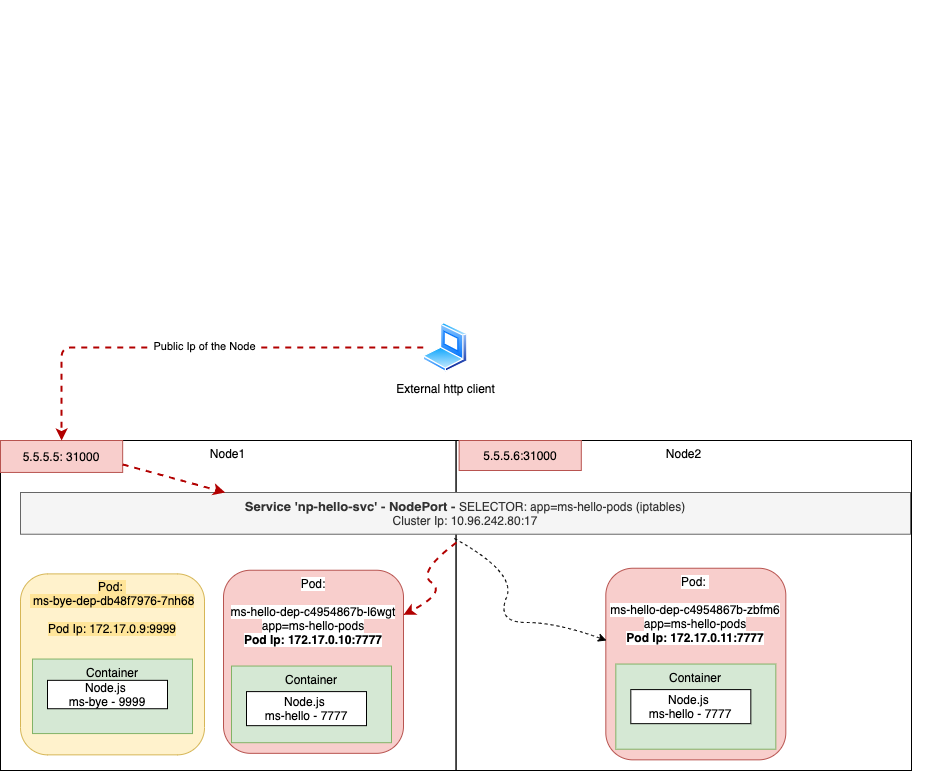 Public Ip of the Node
External http client
5.5.5.5: 31000
Node1
5.5.5.6:31000
Node2
Service 'np-hello-svc' - NodePort - SELECTOR: app=ms-hello-pods (iptables)
Cluster Ip: 10.96.242.80:17
Pod:
ms-bye-dep-db48f7976-7nh68
Pod Ip: 172.17.0.9:9999
Container
Node.js
ms-bye - 9999
Pod:
ms-hello-dep-c4954867b-l6wgt
app=ms-hello-pods
Pod Ip: 172.17.0.10:7777
Container
Node.js
ms-hello - 7777
Pod:
ms-hello-dep-c4954867b-zbfm6
app=ms-hello-pods
Pod Ip: 172.17.0.11:7777
Container
Node.js
ms-hello - 7777